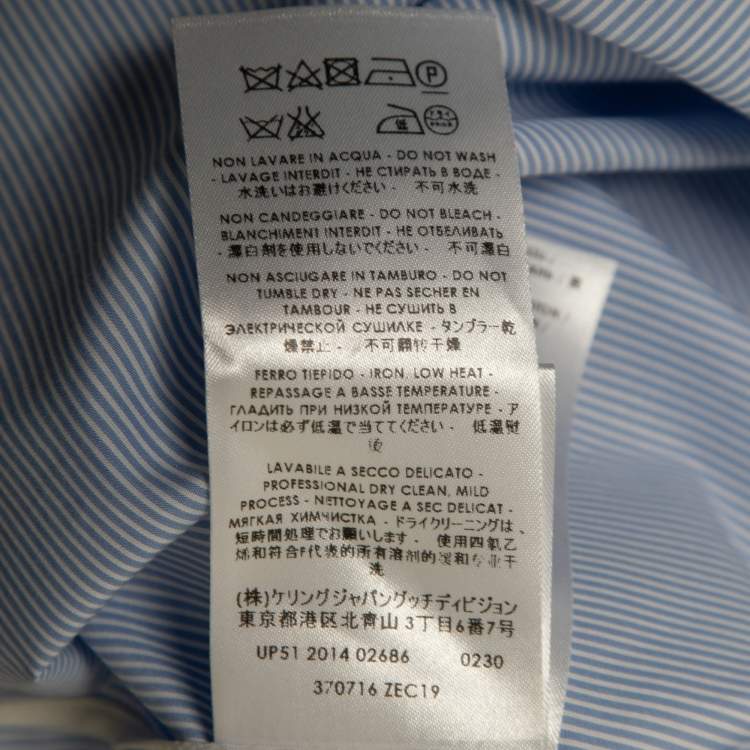 P
低 ドライ
NON LAVARE IN ACQUA - DO NOT WASH
- LAVAGE INTERDIT - НЕ СТИРАТЬ В ВОДЕ -
水洗いはお避けください - 不可水洗
NON CANDEGGIARE - DO NOT BLEACH -
BLANCHIMENT INTERDIT - НЕ ОТБЕЛИВАТЬ
- 漂白剤を使用しないでください - 不可漂白
NON ASCIUGARE IN TAMBURO - DO NOT
TUMBLE DRY - NE PAS SECHER EN
TAMBOUR - НЕ СУШИТЬ В
ЭЛЕКТРИЧЕСКОЙ СУШИЛКЕ - タンブラー乾
燥禁止 - 不可翻转干燥
FERRO TIEPIDO - IRON, LOW HEAT -
REPASSAGE A BASSE TEMPERATURE -
ГЛАДИТЬ ПРИ НИЗКОЙ ТЕМПЕРАТУРЕ - ア
イロンは必ず低温で当ててください - 低温熨
烫
LAVABILE A SECCO DELICATO -
PROFESSIONAL DRY CLEAN, MILD
PROCESS - NETTOYAGE A SEC DELICAT -
МЯГКАЯ ХИМЧИСТКА - ドライクリーニングは、
短時間処理でお願いします - 使用四氯乙
烯和符合F代表的所有溶剂的缓和专业干
洗
(株)ケリングジャパングッチディビジョン
東京都港区北青山 3丁目6番7号
UP51 2014 02686 0230
370716 ZEC19